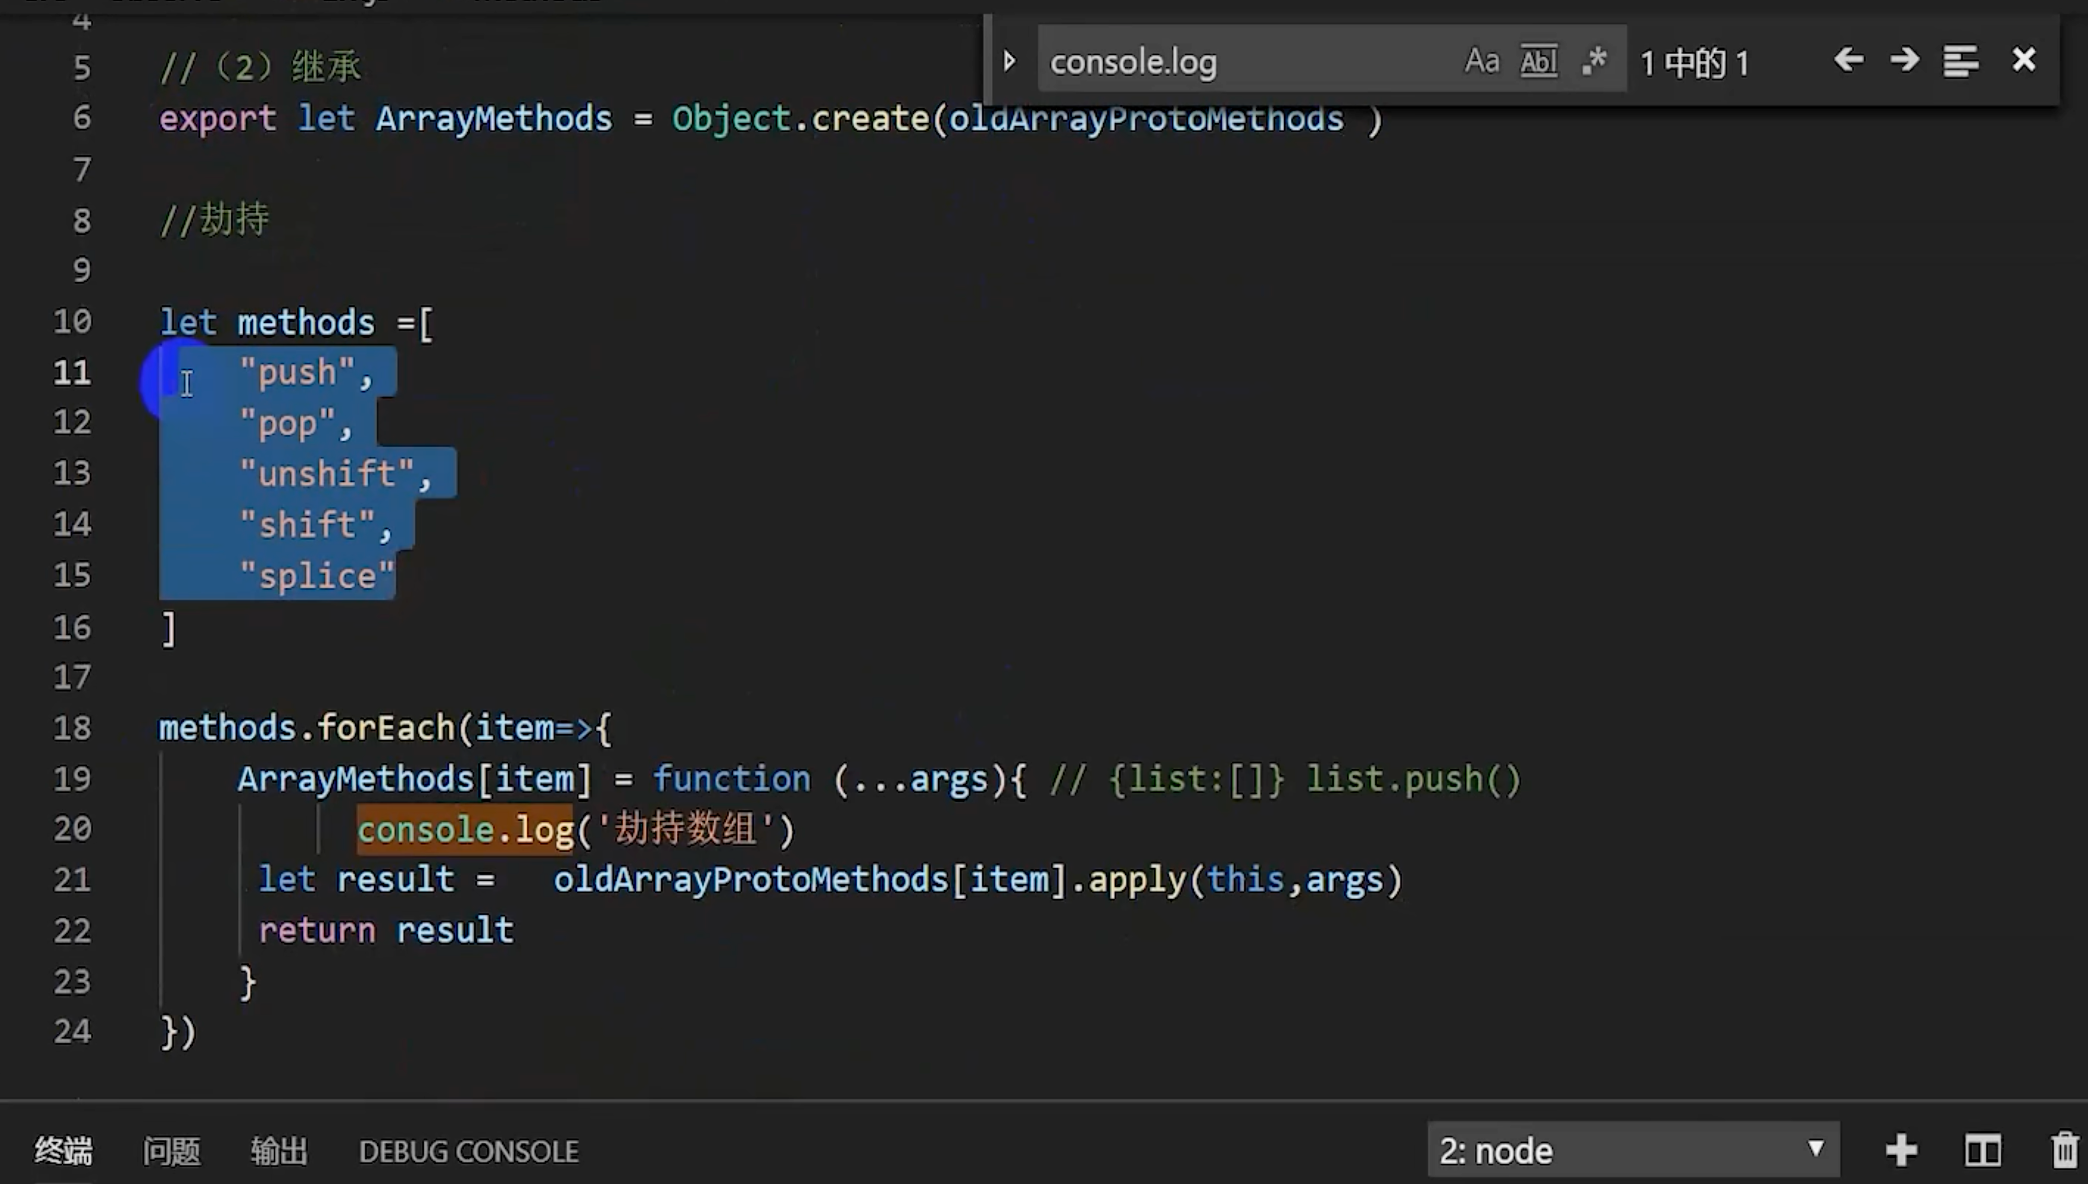 4
console.log Aa Abl .* 1 中的 1
5 //（2）继承
6 export let ArrayMethods = Object.create(oldArrayProtoMethods )
7
8 //劫持
9
10 let methods =[
11 "push",
12 "pop",
13 "unshift",
14 "shift",
15 "splice"
16 ]
17
18 methods.forEach(item=>{
19 ArrayMethods[item] = function (...args){ // {list:[]} list.push()
20 console.log('劫持数组')
21 let result = oldArrayProtoMethods[item].apply(this,args)
22 return result
23 }
24 })
终端 问题 输出 DEBUG CONSOLE 2: node